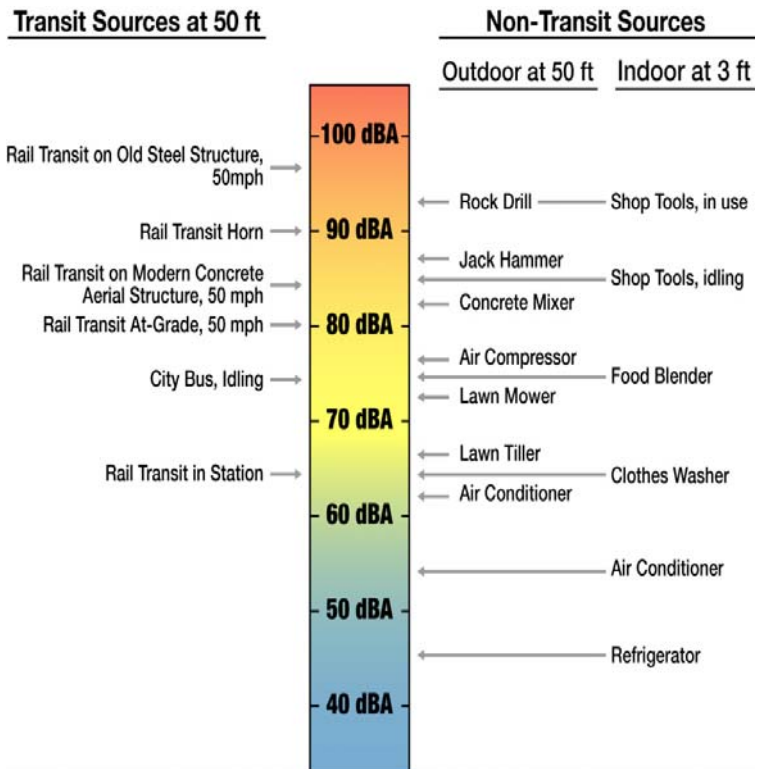 Transit Sources at 50 ft
Non-Transit Sources
Outdoor at 50 ft
Indoor at 3 ft
100 dBA
Rail Transit on Old Steel Structure,
50mph
Rock Drill
Shop Tools, in use
Rail Transit Horn
90 dBA
Jack Hammer
Rail Transit on Modern Concrete
Aerial Structure, 50 mph
Shop Tools, idling
Concrete Mixer
Rail Transit At-Grade, 50 mph
80 dBA
Air Compressor
City Bus, Idling
Food Blender
Lawn Mower
70 dBA
Lawn Tiller
Rail Transit in Station
Clothes Washer
Air Conditioner
60 dBA
Air Conditioner
50 dBA
Refrigerator
40 dBA